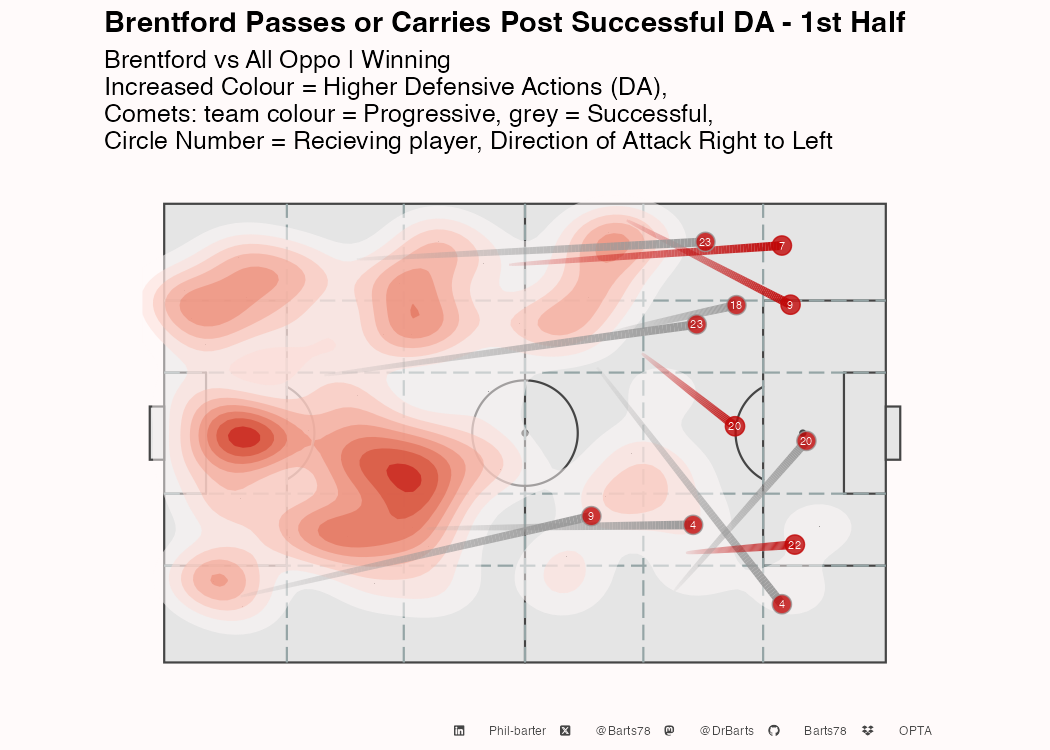 Brentford Passes or Carries Post Successful DA - 1st Half
Brentford vs All Oppo | Winning
Increased Colour = Higher Defensive Actions (DA),
Comets: team colour = Progressive, grey = Successful,
Circle Number = Recieving player, Direction of Attack Right to Left
23
7
18
9
23
20
20
9
4
22
4
Phil-barter @Barts78 @DrBarts Barts78 OPTA